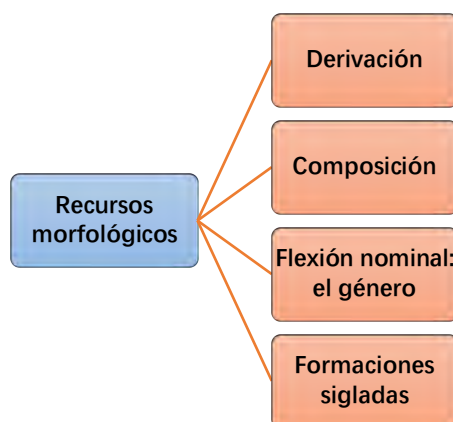 Recursos
morfológicos
Derivación
Composición
Flexión nominal:
el género
Formaciones
sigladas